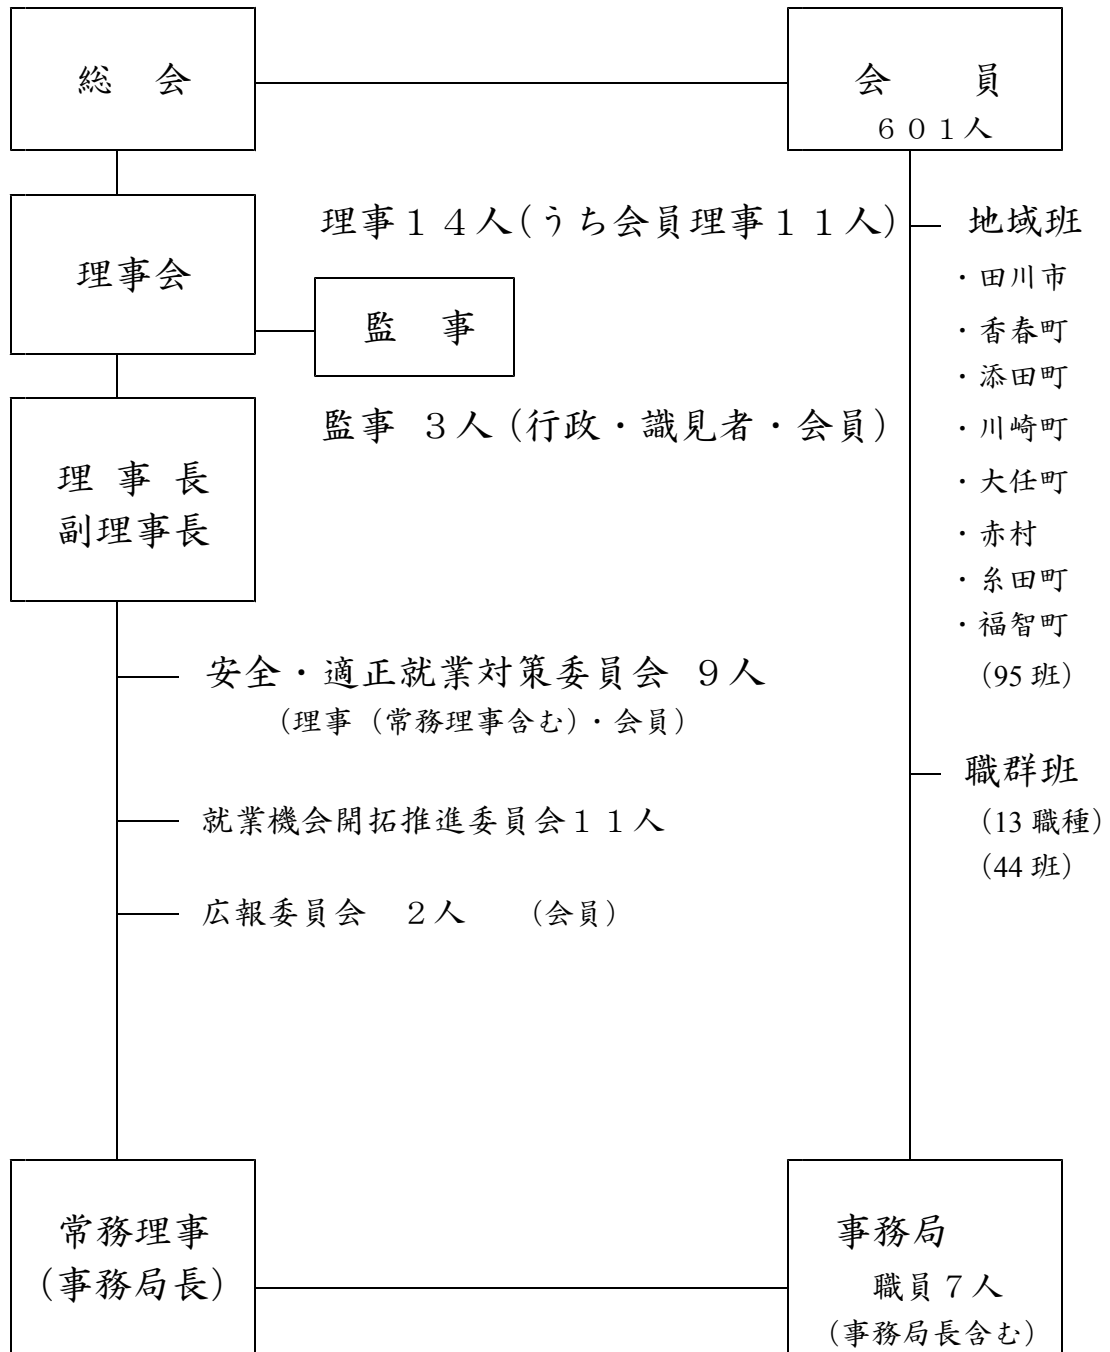 総　会
会　　員
６０１人
理事会
理事１４人(うち会員理事１１人)
監　事
監事　３人（行政・識見者・会員）
理 事 長
副理事長
安全・適正就業対策委員会　９人
（理事（常務理事含む）・会員）
就業機会開拓推進委員会１１人
広報委員会　２人　　（会員）
地域班
・田川市
・香春町
・添田町
・川崎町
・大任町
・赤村
・糸田町
・福智町
（95 班）
職群班
（13 職種）
（44 班）
常務理事
（事務局長）
事務局
職員７人
（事務局長含む）